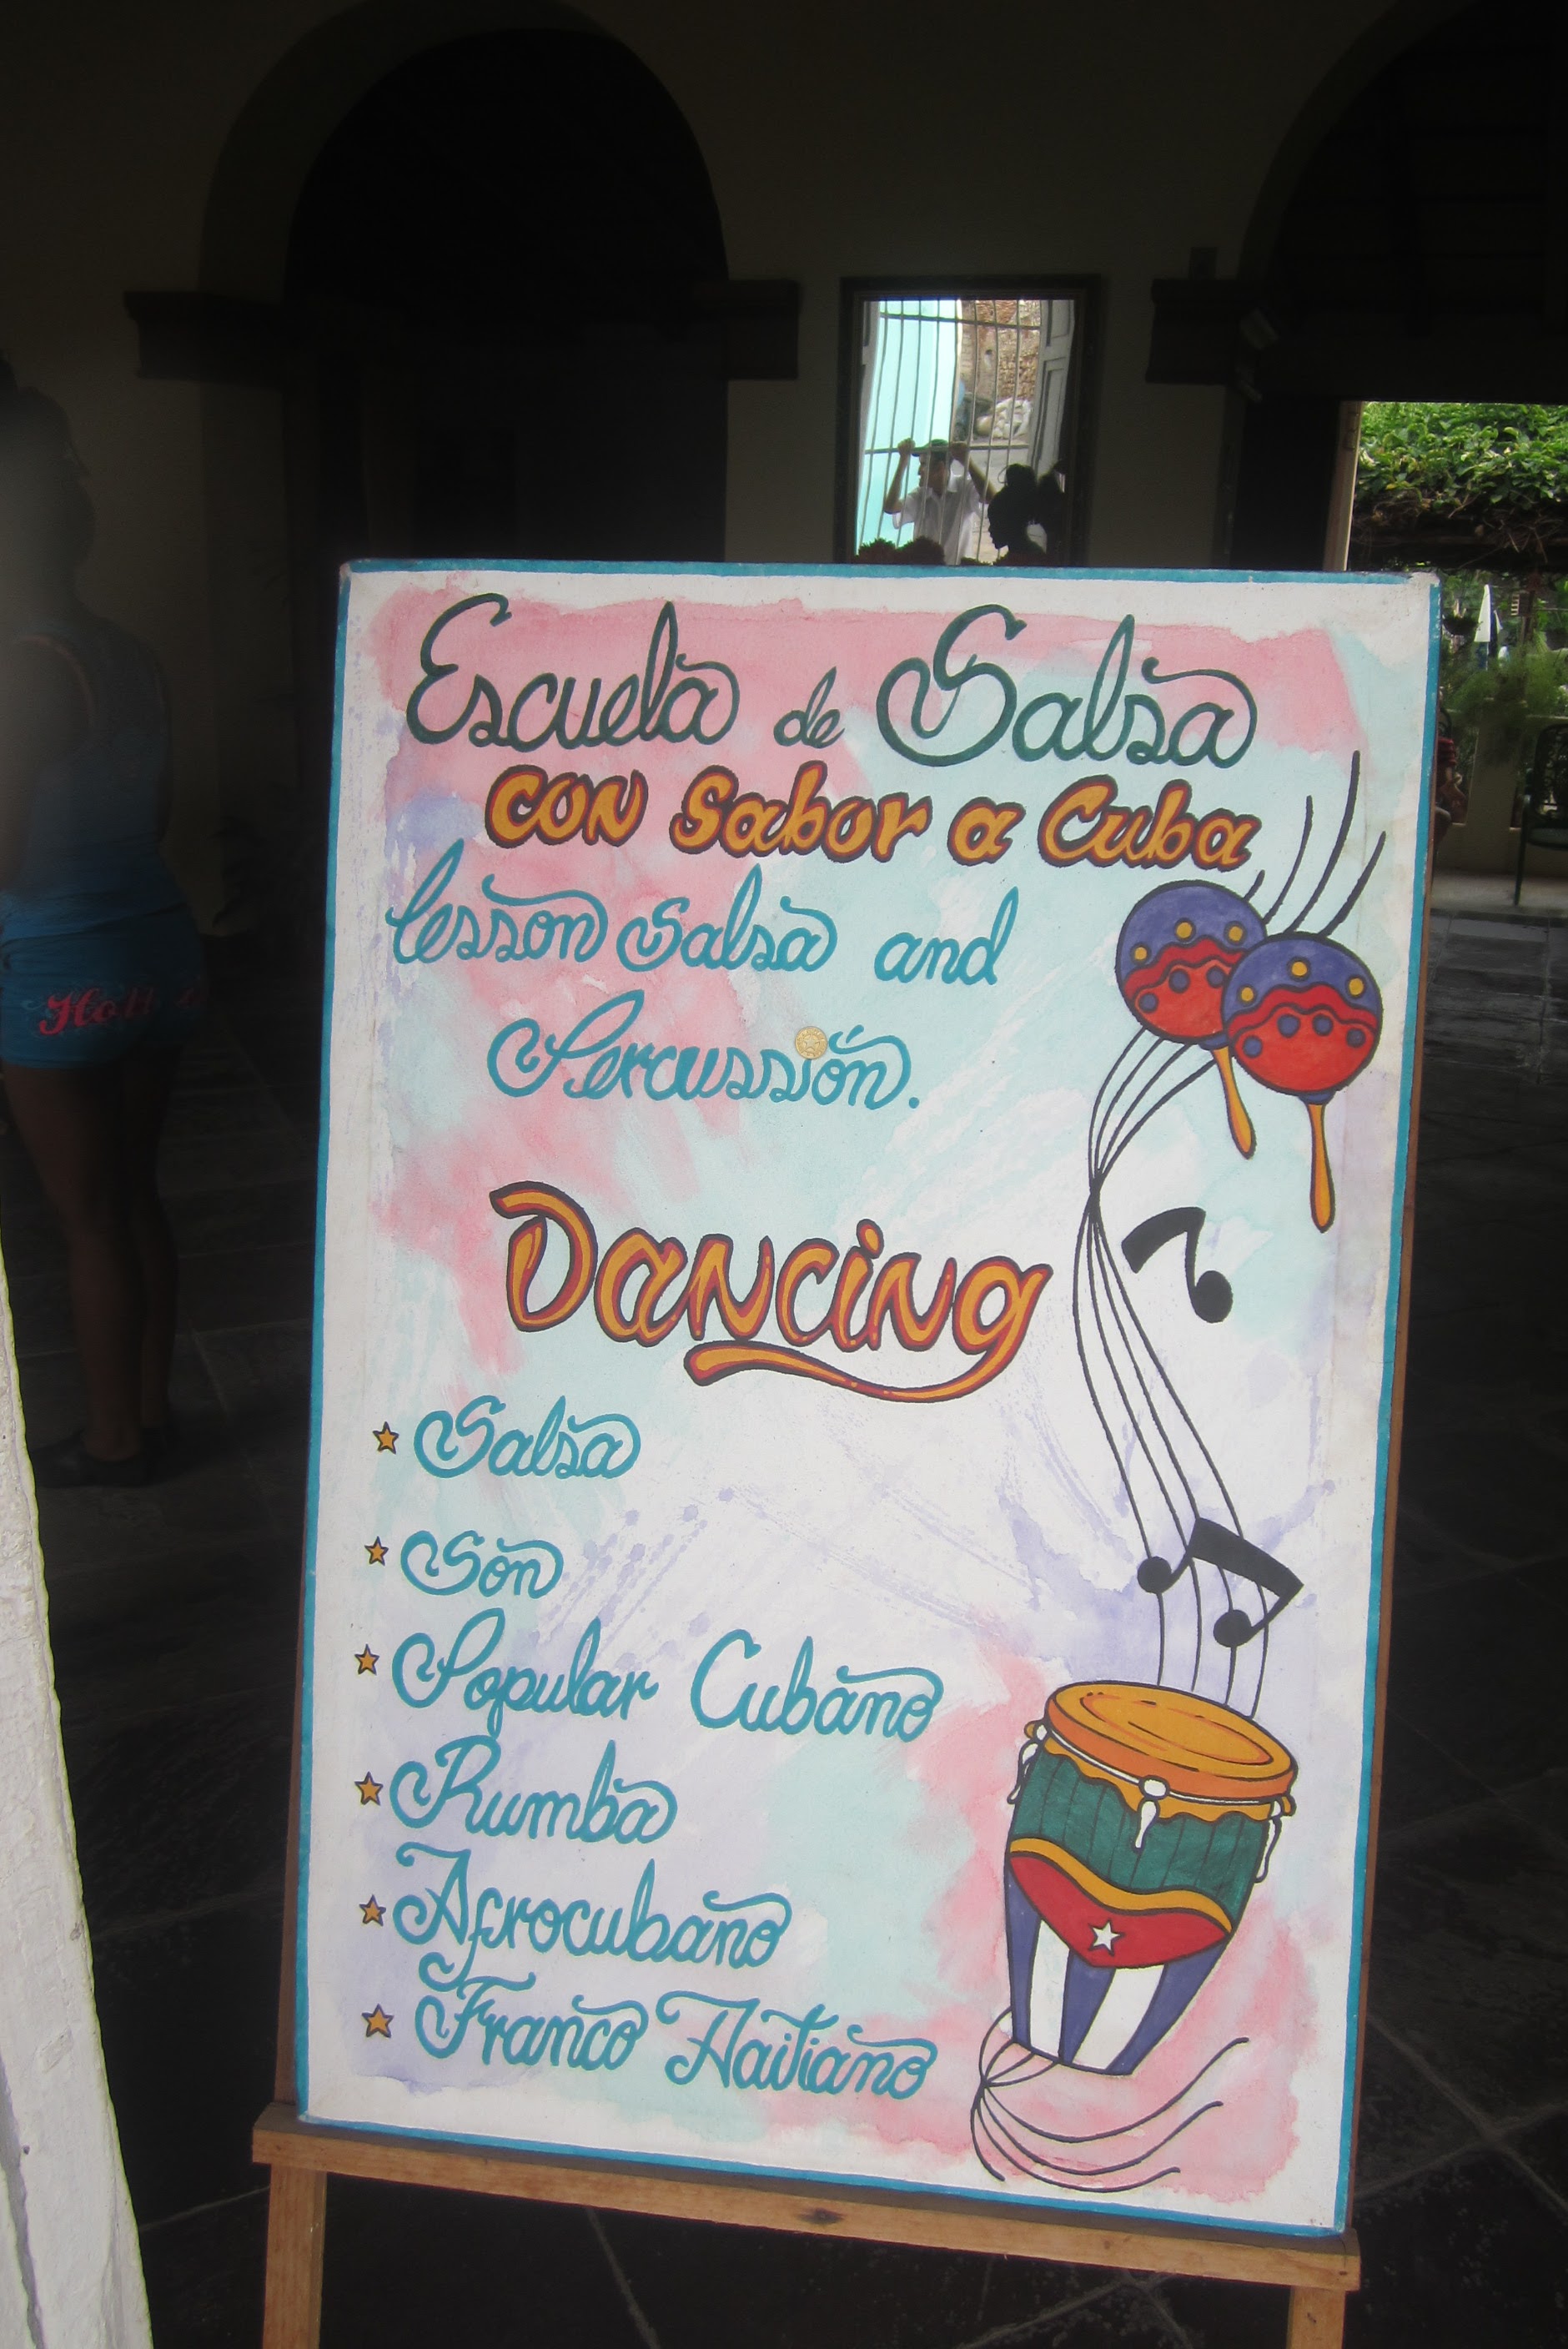 Escuela de Salsa
con sabor a Cuba
lesson Salsa and
Percussión.
Dancing
Salsa
Son
Popular Cubano
Rumba
Afrocubano
Franco Haitiano